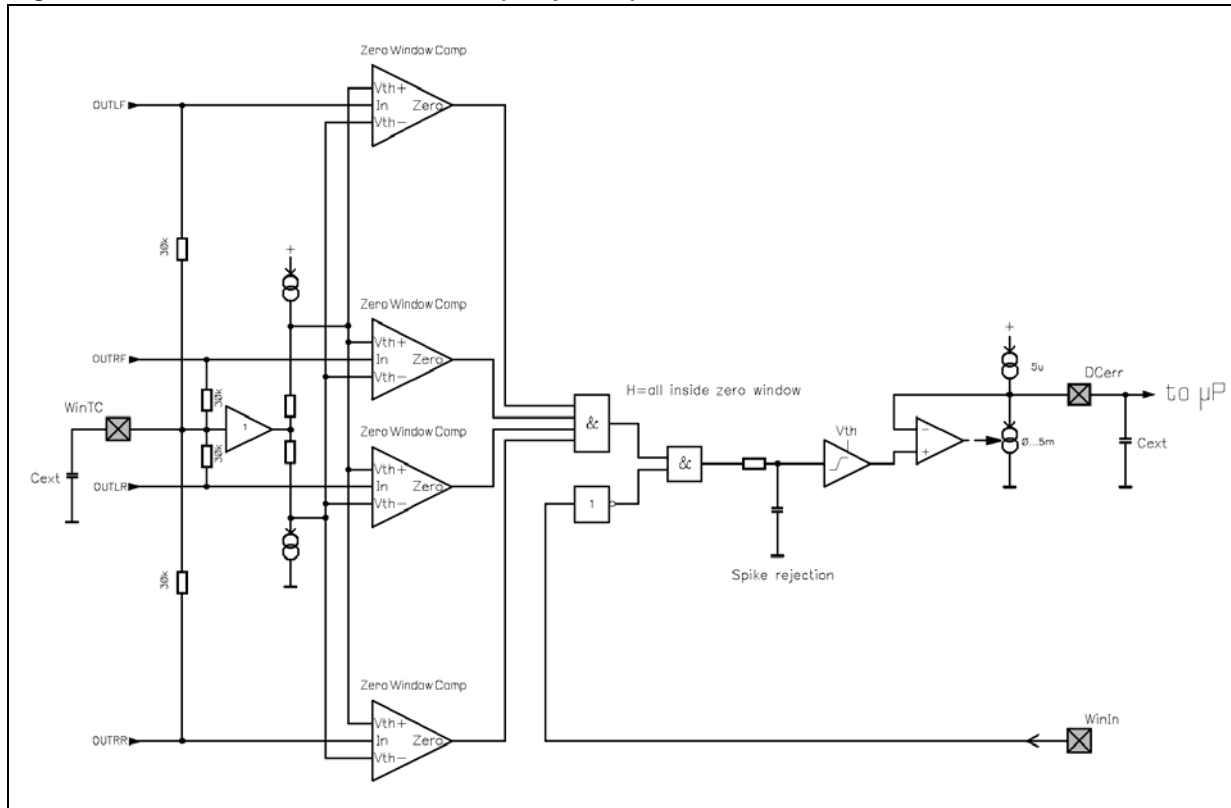 Zero Window Comp
Vth+
In
Zero
Vth-
OUTLF
30k
+
Zero Window Comp
Vth+
In
Zero
Vth-
OUTRF
30k
WinTC
1
30k
Cext
OUTLR
Zero Window Comp
Vth+
In
Zero
Vth-
30k
Zero Window Comp
Vth+
In
Zero
Vth-
OUTRR
&
H=all inside zero window
&
1
Spike rejection
Vth
-
+
+
5u
Ø...5m
DCerr
to µP
Cext
WinIn